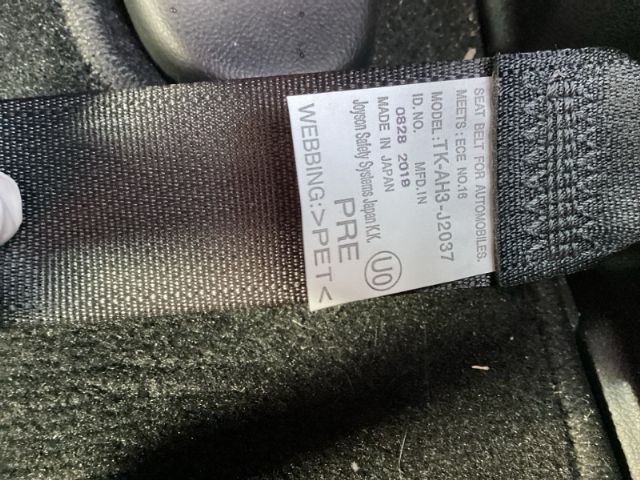 SEAT BELT FOR AUTOMOBILES.
MEETS:ECE NO.16
MODEL:TK-AH3-J2037
ID.NO. MFD.IN
0828 2019
MADE IN JAPAN
Joyson Safety Systems Japan K.K.
PRE U0
WEBBING:>PET<